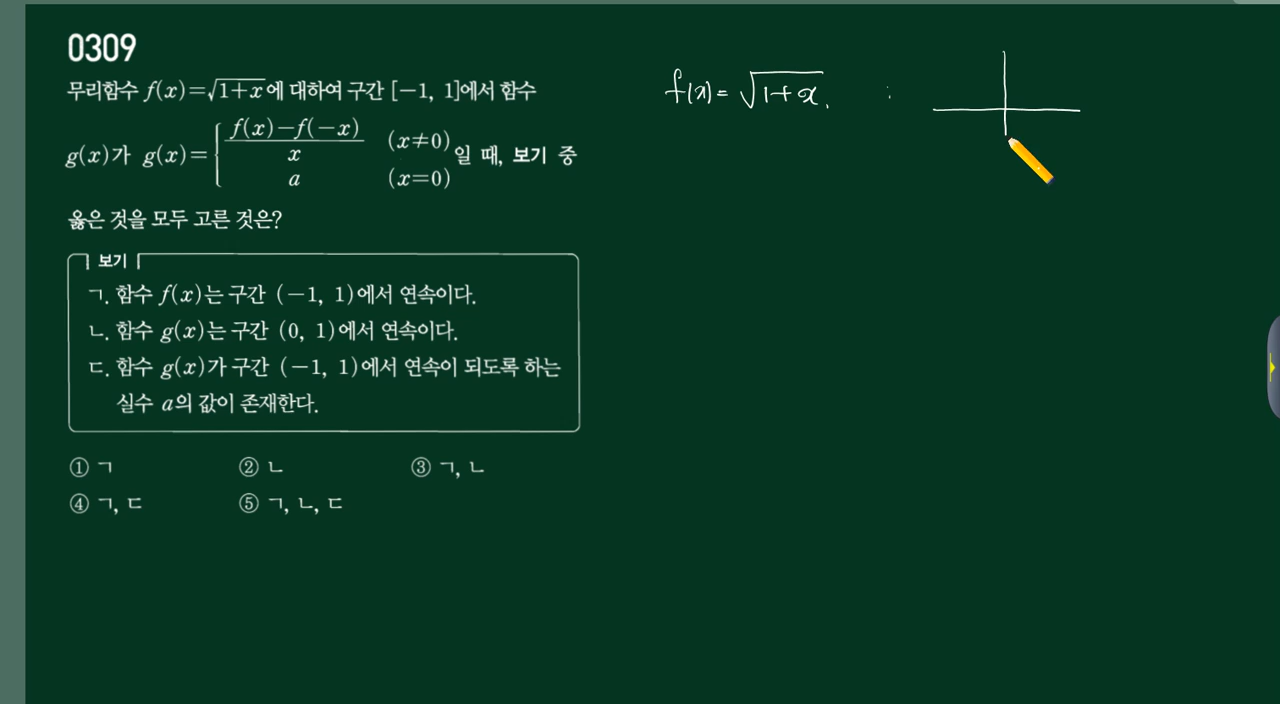 0309
무리함수 f(x)=√1+x에 대하여 구간 [−1, 1]에서 함수
g(x)가 g(x)={ f(x)−f(−x) / x (x≠0) a (x=0) 일 때, 보기 중
옳은 것을 모두 고른 것은?
보기
ㄱ. 함수 f(x)는 구간 (−1, 1)에서 연속이다.
ㄴ. 함수 g(x)는 구간 (0, 1)에서 연속이다.
ㄷ. 함수 g(x)가 구간 (−1, 1)에서 연속이 되도록 하는
실수 a의 값이 존재한다.
① ㄱ ② ㄴ ③ ㄱ, ㄴ
④ ㄱ, ㄷ ⑤ ㄱ, ㄴ, ㄷ
f(x)= √1+x.